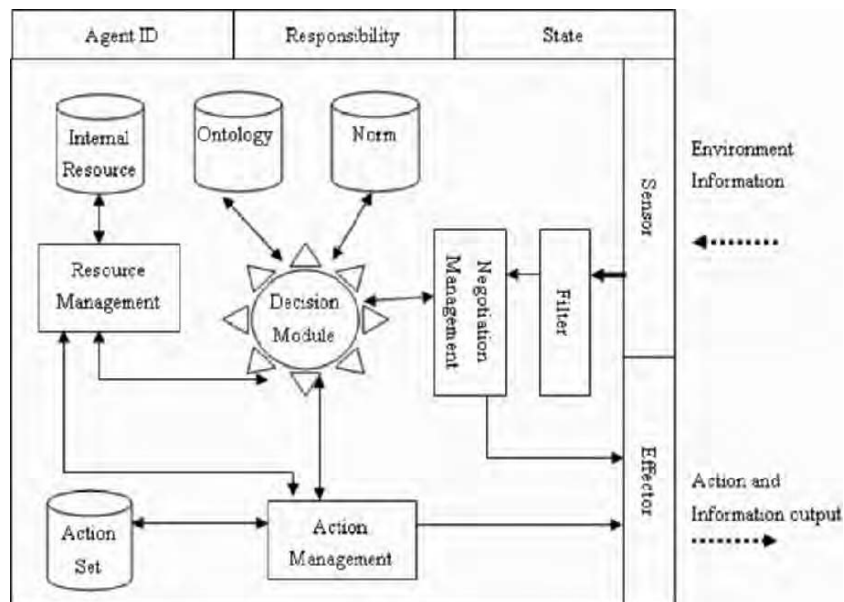 Agent ID
Responsibility
State
Internal
Resource
Ontology
Norm
Sensor
Environment
Information
Resource
Management
Decision
Module
Negotiation
Management
Filter
Effector
Action
Set
Action
Management
Action and
Information output